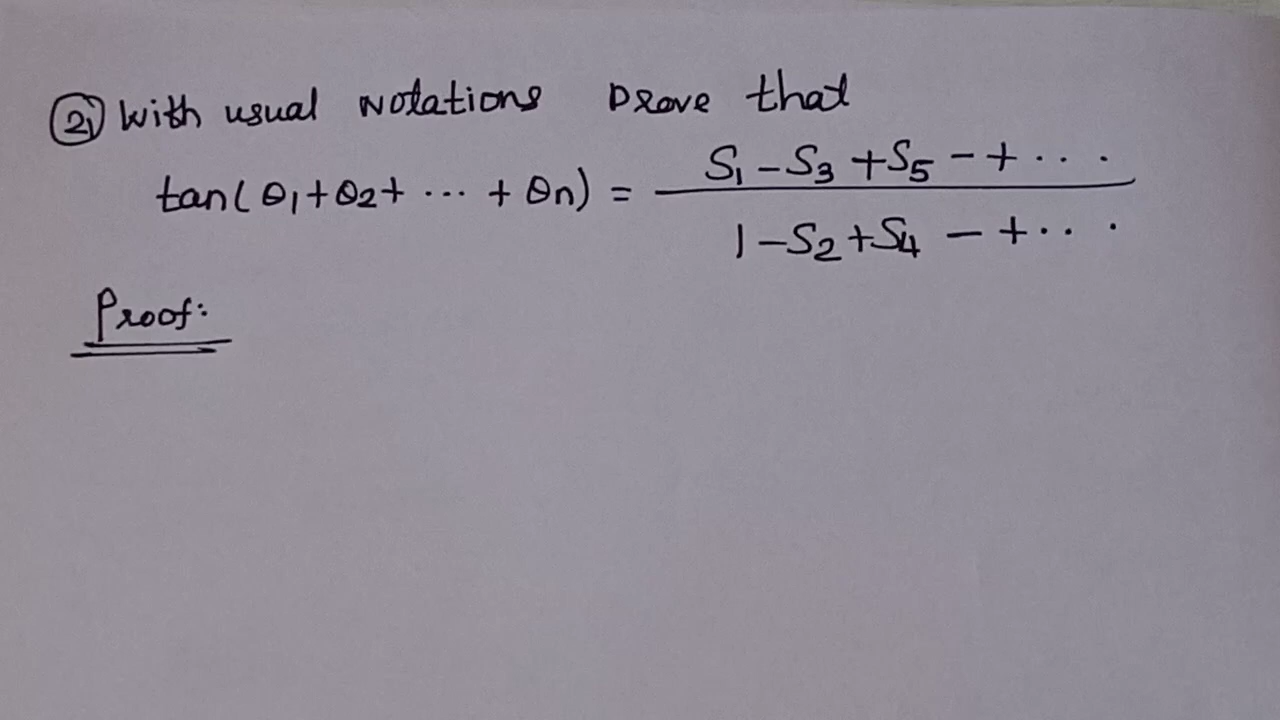 2) With usual notations prove that
tan(θ1+θ2+ ... + θn) = S1 - S3 + S5 - + ....
1 - S2 + S4 - + ....
Proof: